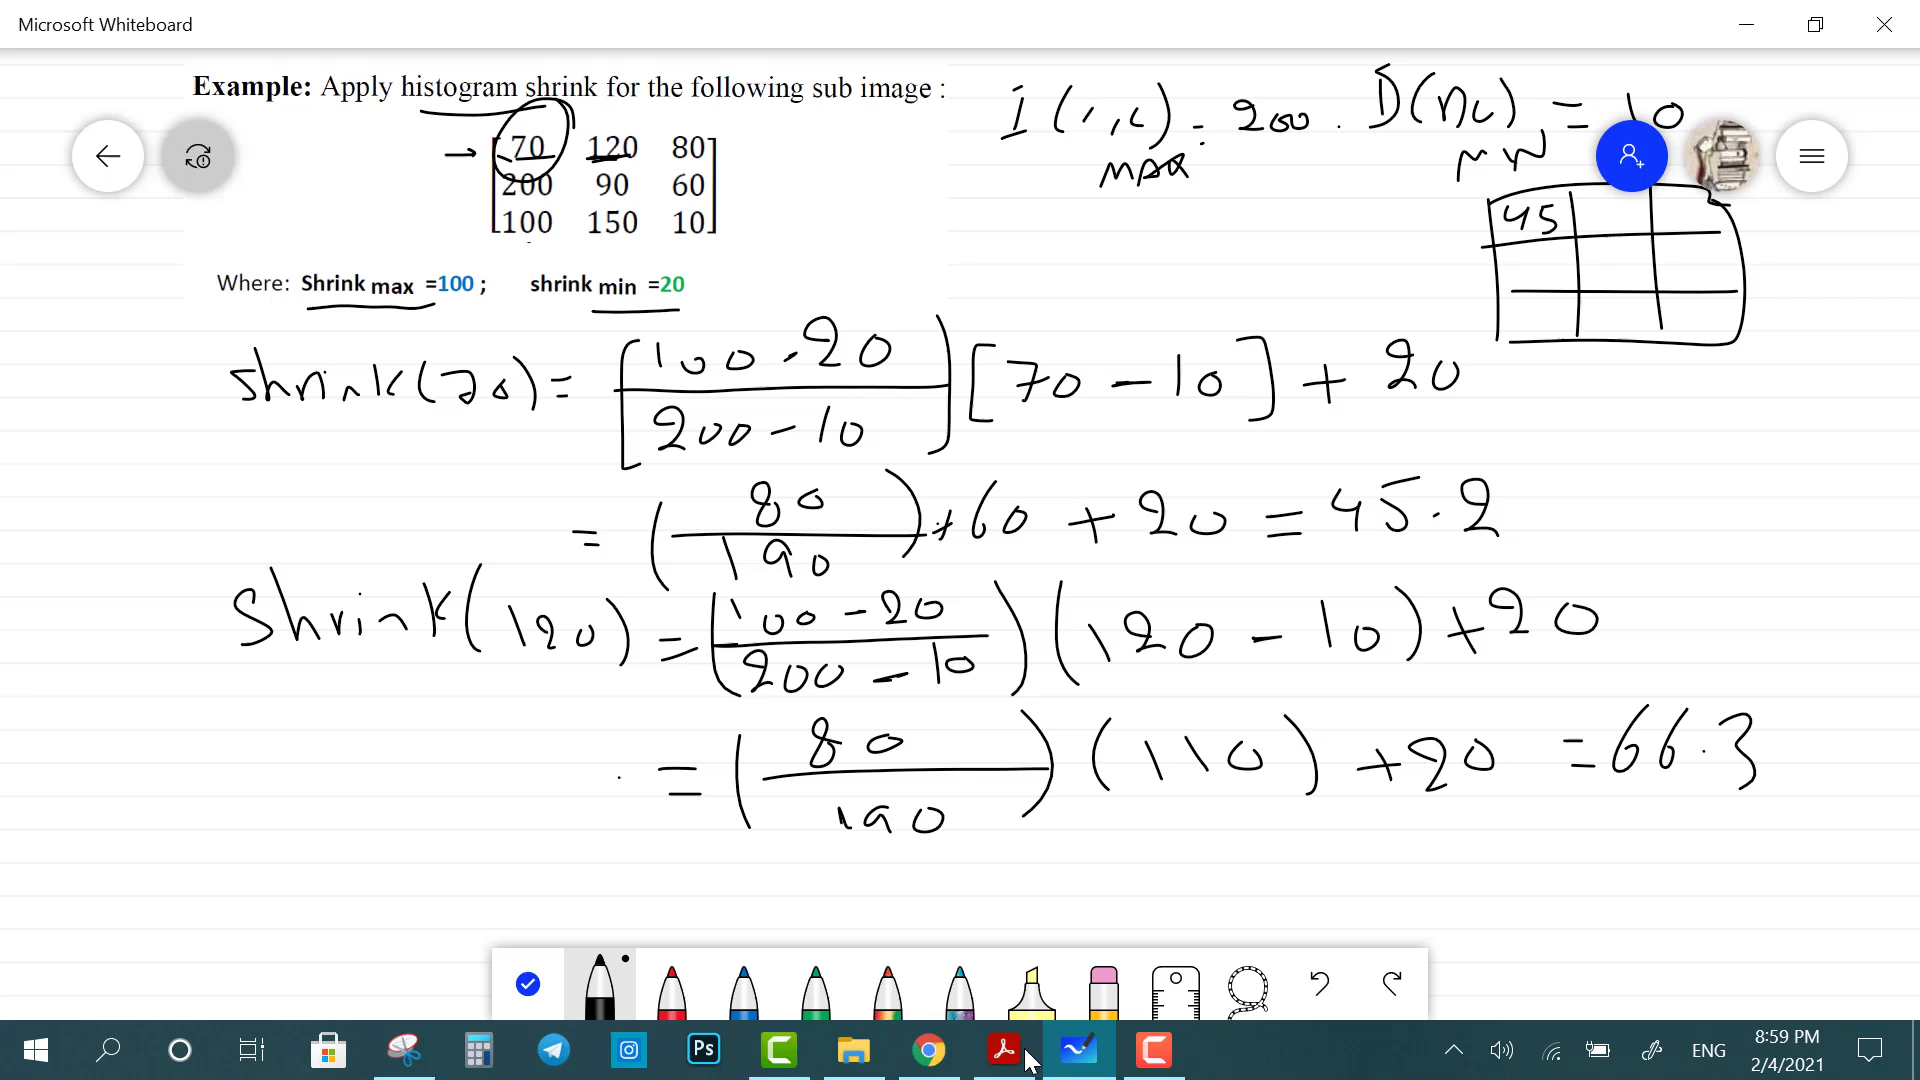 Microsoft Whiteboard
Example: Apply histogram shrink for the following sub image :
70 120 80
200 90 60
100 150 10
Where: Shrink max =100 ; shrink min =20
I(r,c) = 200
MAX
= 10
MIN
45
Shrink(70) = [100 - 20 / 200 - 10] [70 - 10] + 20
= (80 / 190) * 60 + 20 = 45.2
Shrink(120) = (100 - 20 / 200 - 10) (120 - 10) + 20
= (80 / 190) (110) + 20 = 66.3
Ps
ENG
8:59 PM
2/4/2021